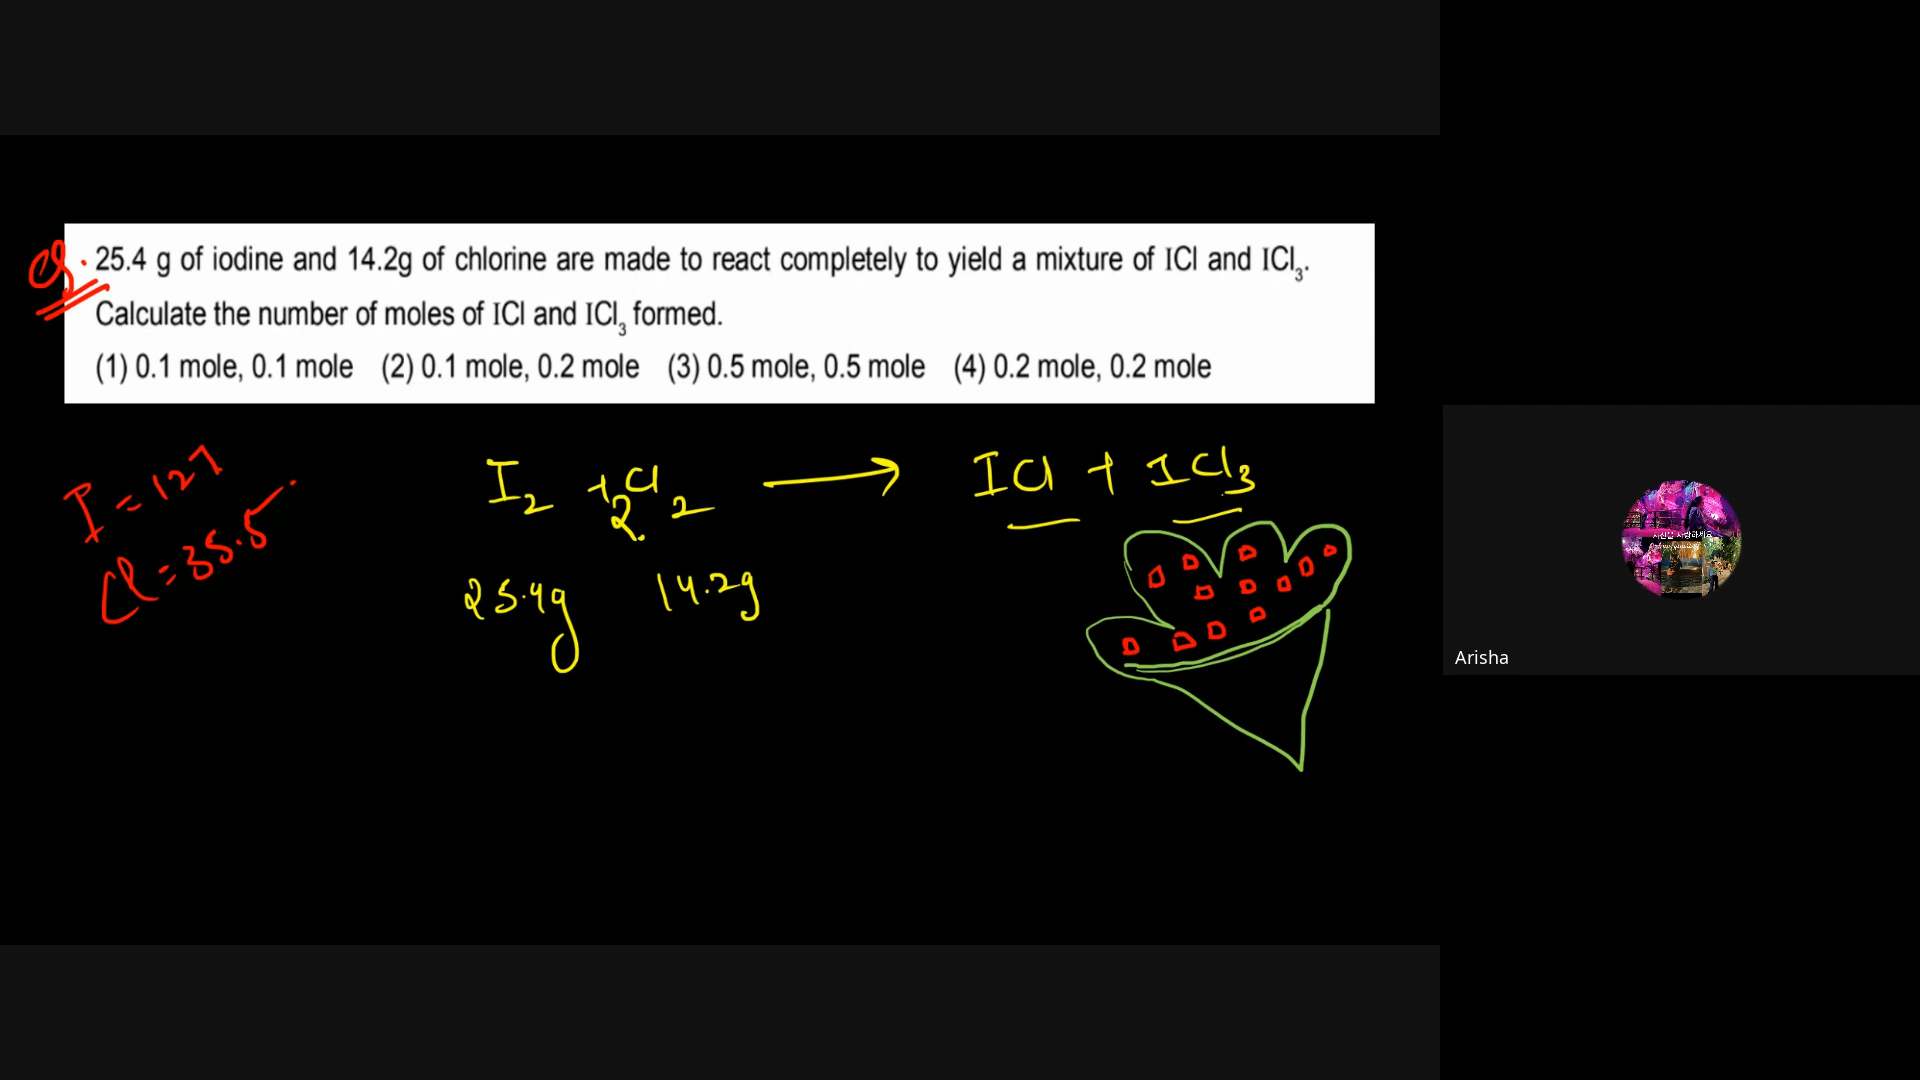 Q. 25.4 g of iodine and 14.2g of chlorine are made to react completely to yield a mixture of ICl and ICl₃.
Calculate the number of moles of ICl and ICl₃ formed.
(1) 0.1 mole, 0.1 mole (2) 0.1 mole, 0.2 mole (3) 0.5 mole, 0.5 mole (4) 0.2 mole, 0.2 mole
I = 127
Cl = 35.5
I₂ + 2Cl₂ ⟶ ICl + ICl₃
25.4g 14.2g
Arisha